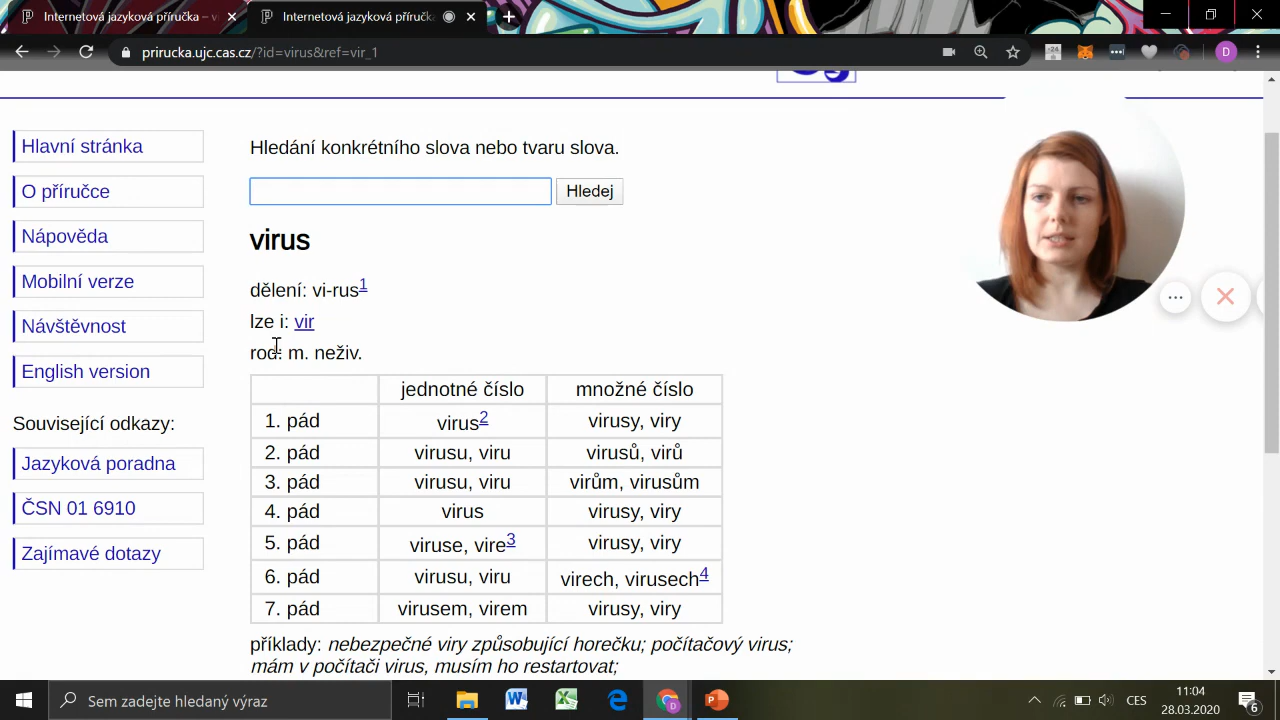 Internetová jazyková příručka – v
Internetová jazyková příručk
prirucka.ujc.cas.cz/?id=virus&ref=vir_1
+24
D
Hlavní stránka
O příručce
Nápověda
Mobilní verze
Návštěvnost
English version
Související odkazy:
Jazyková poradna
ČSN 01 6910
Zajímavé dotazy
Hledání konkrétního slova nebo tvaru slova.
Hledej
virus
dělení: vi-rus1
lze i: vir
rod: m. neživ.
jednotné číslo množné číslo
1. pád virus2 virusy, viry
2. pád virusu, viru virusů, virů
3. pád virusu, viru virům, virusům
4. pád virus virusy, viry
5. pád viruse, vire3 virusy, viry
6. pád virusu, viru virech, virusech4
7. pád virusem, virem virusy, viry
příklady: nebezpečné viry způsobující horečku; počítačový virus;
mám v počítači virus, musím ho restartovat;
Sem zadejte hledaný výraz
CES
11:04
28.03.2020
6